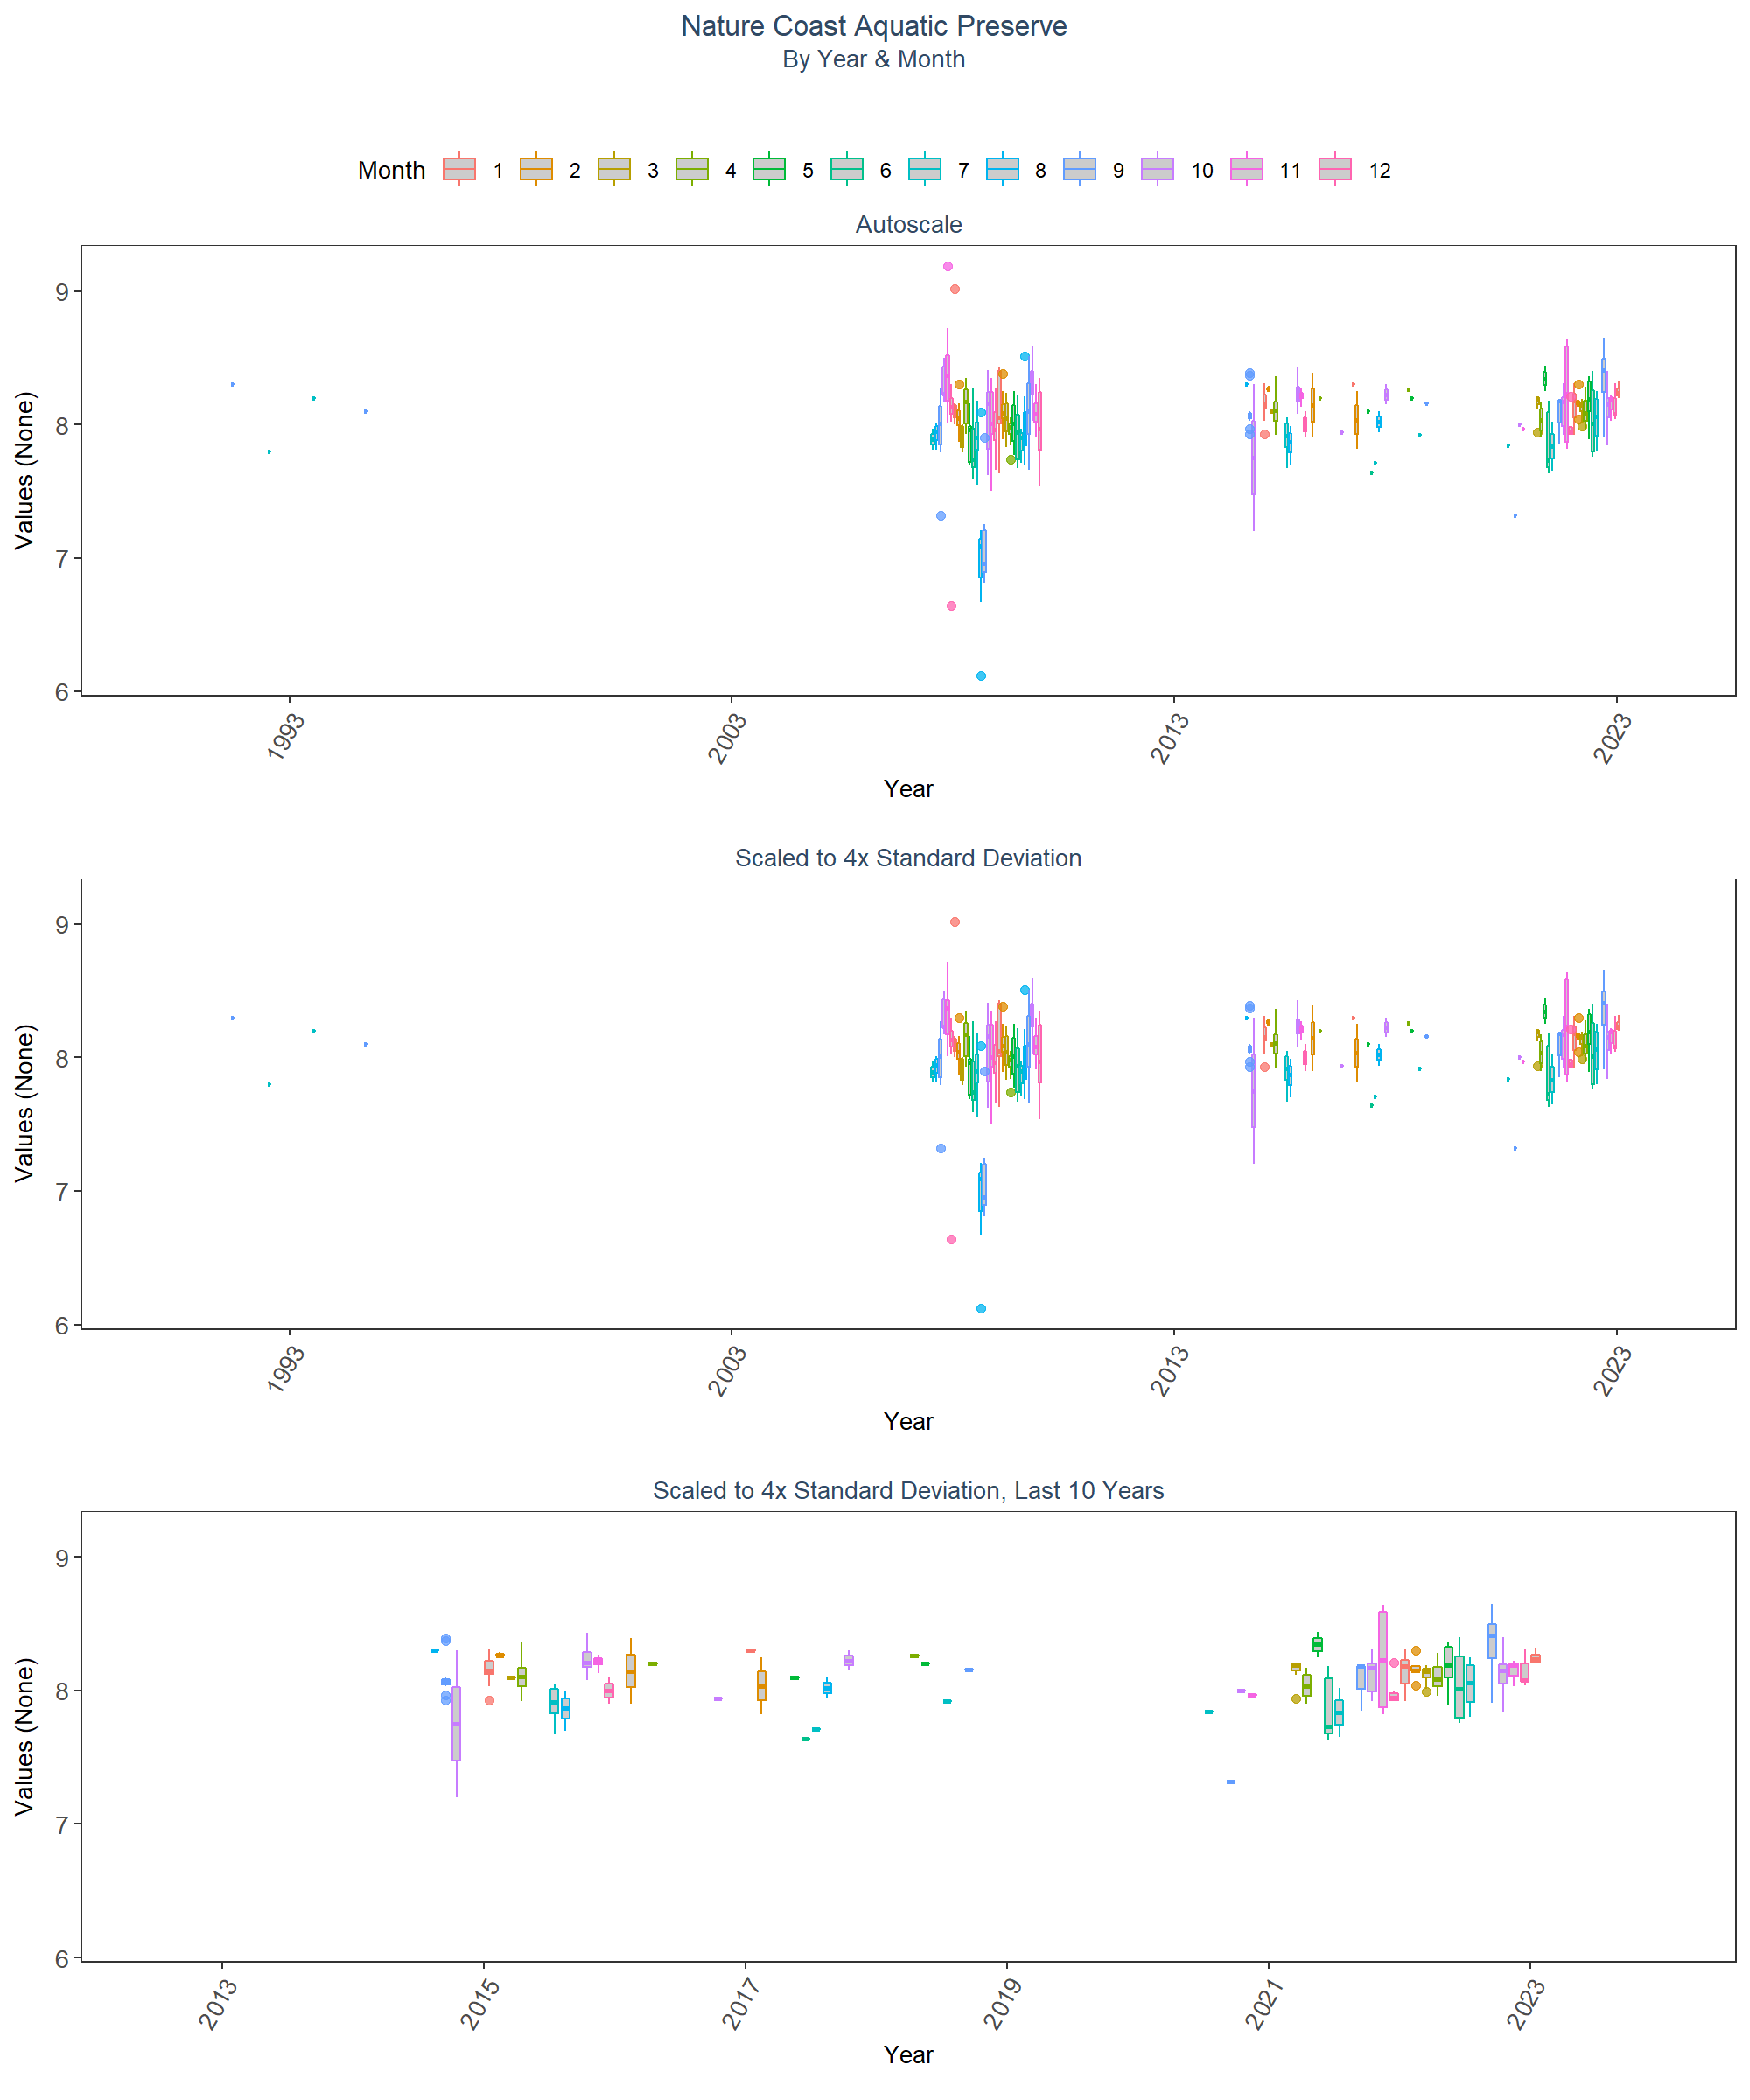 Nature Coast Aquatic Preserve
By Year & Month
Month 1 2 3 4 5 6 7 8 9 10 11 12
Autoscale
Values (None)
9
8
7
6
1993 2003 2013 2023
Year
Scaled to 4x Standard Deviation
Values (None)
9
8
7
6
1993 2003 2013 2023
Year
Scaled to 4x Standard Deviation, Last 10 Years
Values (None)
9
8
7
6
2013 2015 2017 2019 2021 2023
Year